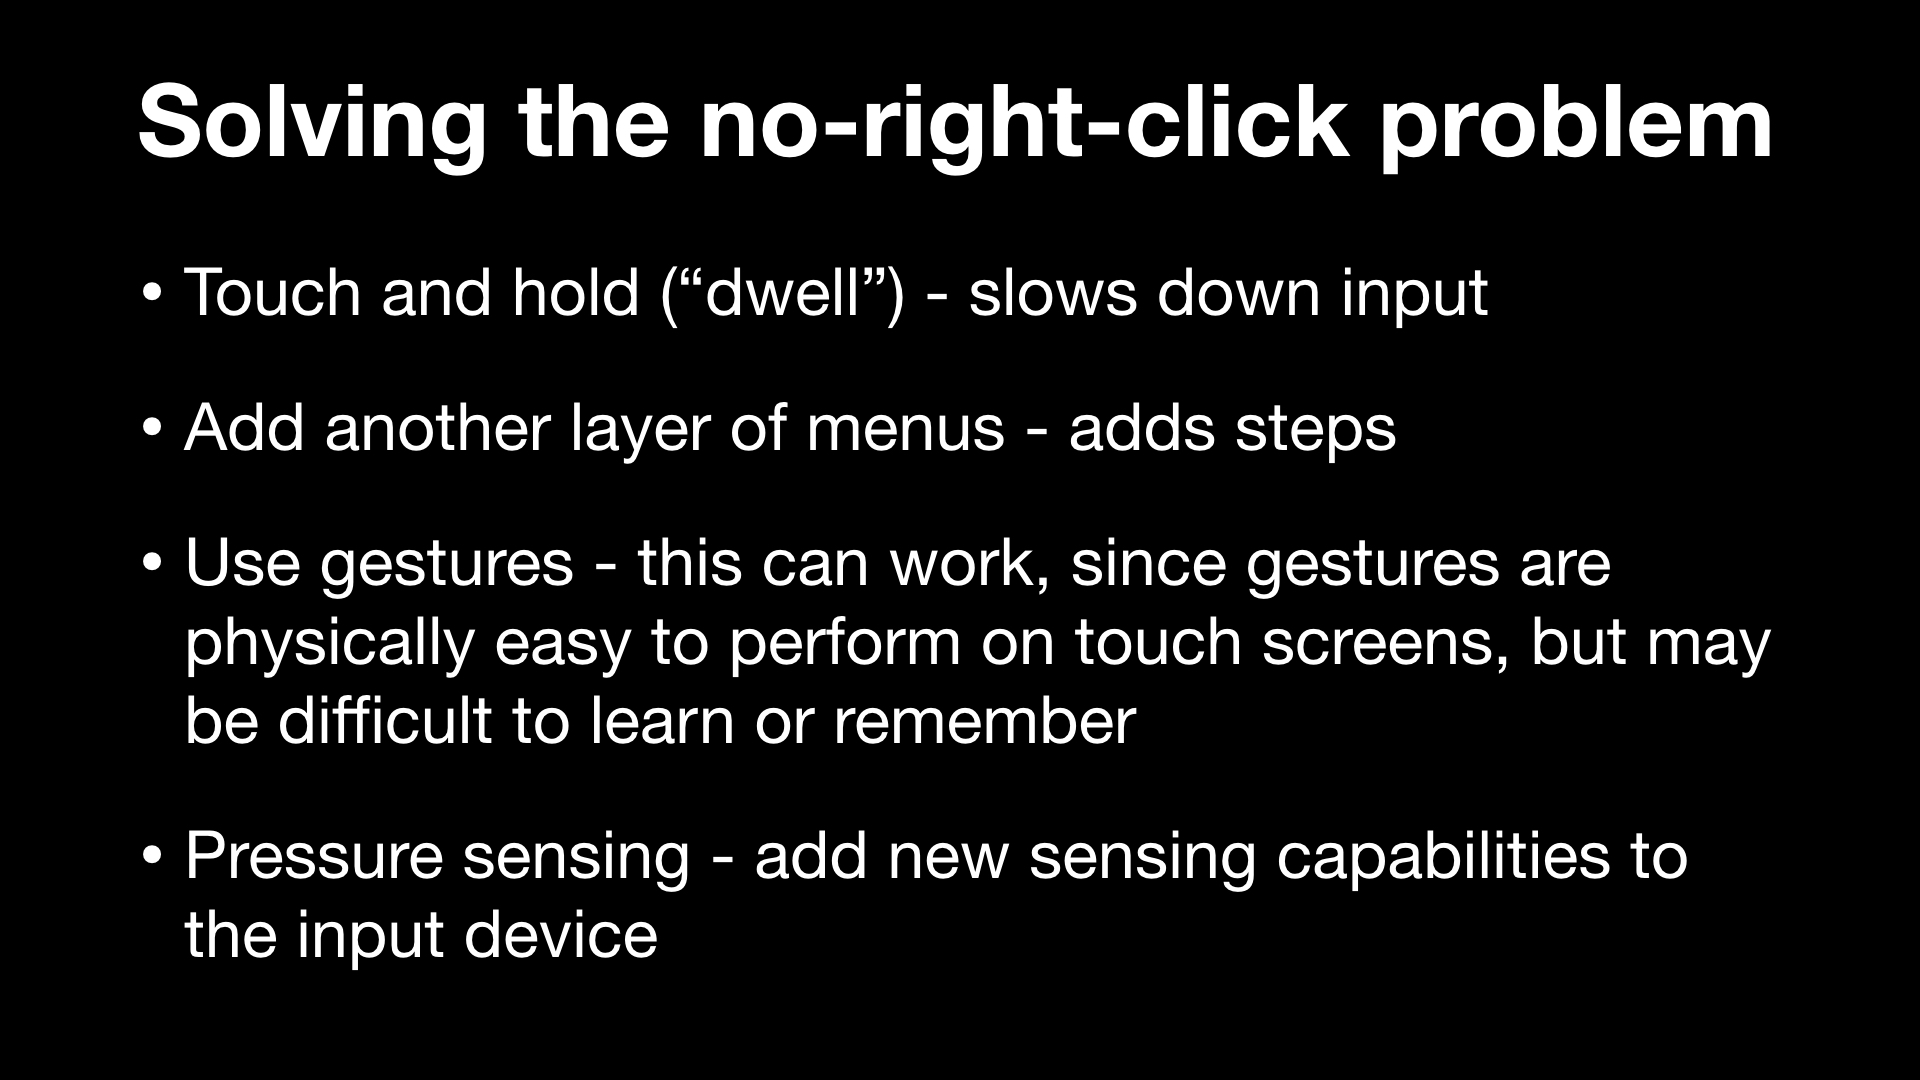 Solving the no-right-click problem
• Touch and hold (“dwell”) - slows down input
• Add another layer of menus - adds steps
• Use gestures - this can work, since gestures are
physically easy to perform on touch screens, but may
be difficult to learn or remember
• Pressure sensing - add new sensing capabilities to
the input device